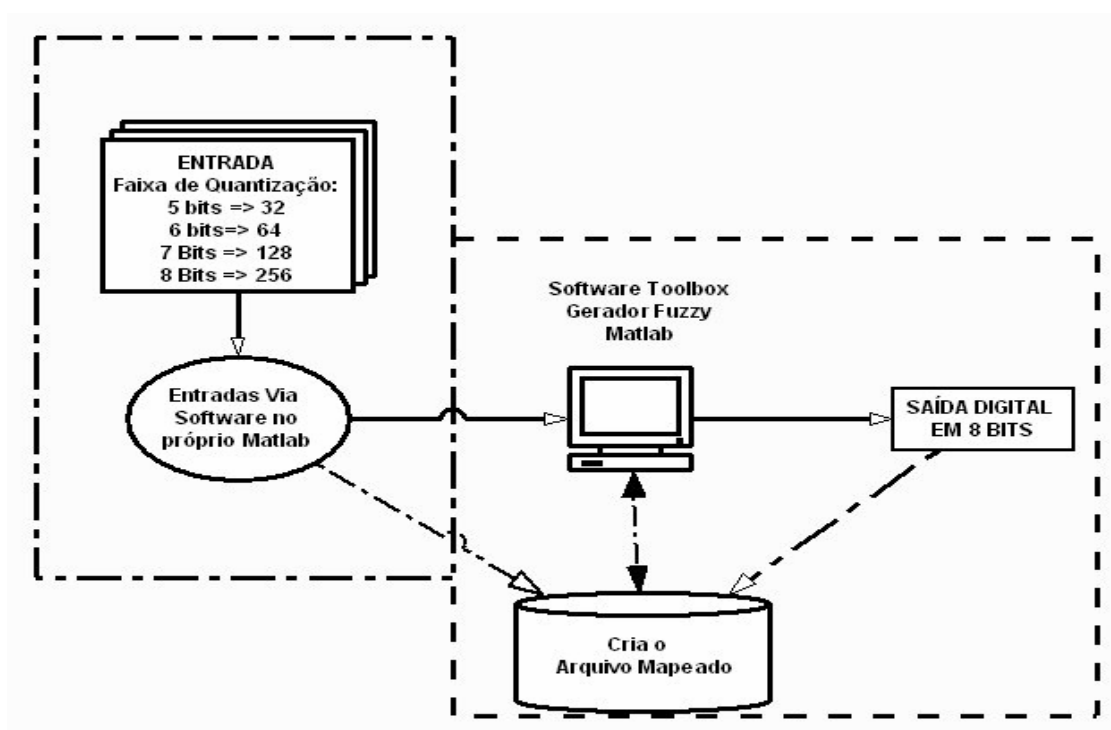 ENTRADA
Faixa de Quantização:
5 bits => 32
6 bits=> 64
7 Bits => 128
8 Bits => 256
Entradas Via
Software no
próprio Matlab
Software Toolbox
Gerador Fuzzy
Matlab
SAÍDA DIGITAL
EM 8 BITS
Cria o
Arquivo Mapeado